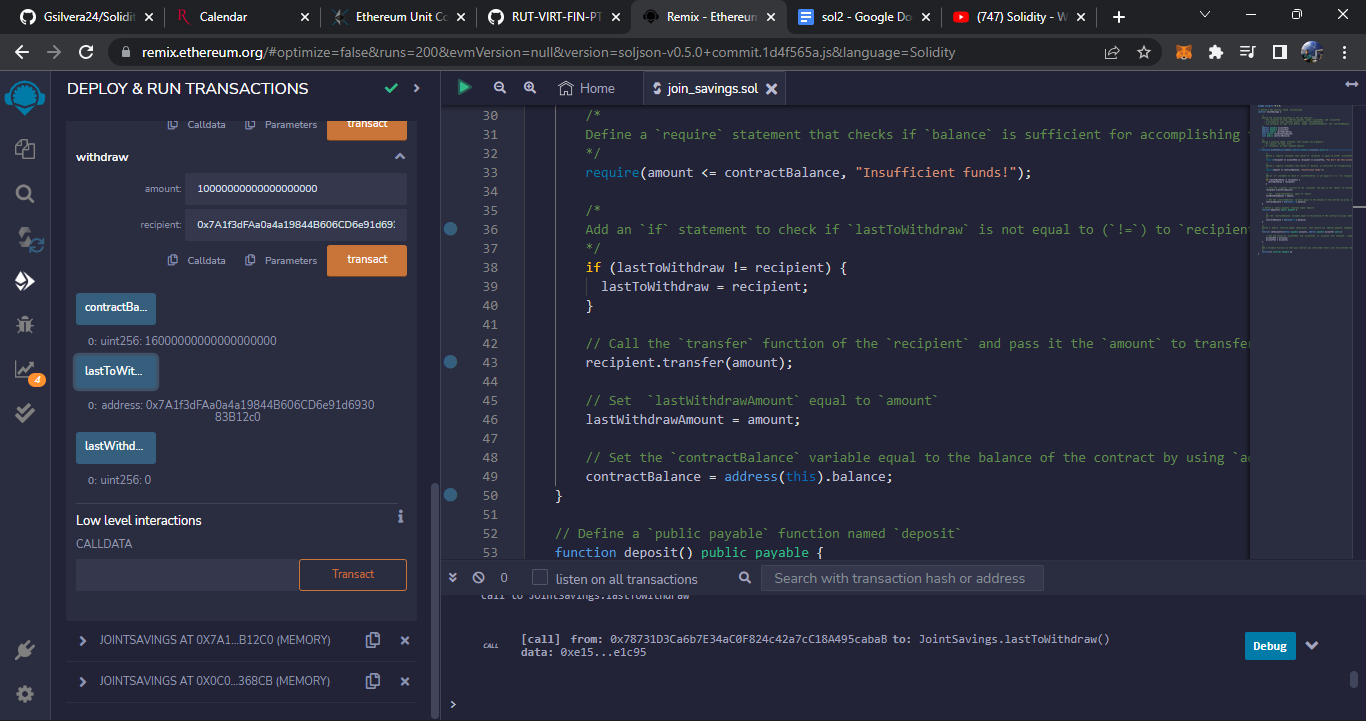 Gsilvera24/Solidit
Calendar
Ethereum Unit Co
RUT-VIRT-FIN-PT
Remix - Ethereum
sol2 - Google Do
(747) Solidity - W
remix.ethereum.org/#optimize=false&runs=200&evmVersion=null&version=soljson-v0.5.0+commit.1d4f565a.js&language=Solidity
DEPLOY & RUN TRANSACTIONS
Calldata
Parameters
transact
withdraw
amount:
10000000000000000000
recipient:
0x7A1f3dFAa0a4a19844B606CD6e91d69:
Calldata
Parameters
transact
contractBa...
0: uint256: 16000000000000000000
lastToWit...
0: address: 0x7A1f3dFAa0a4a19844B606CD6e91d6930
83B12c0
lastWithd...
0: uint256: 0
Low level interactions
CALLDATA
Transact
JOINTSAVINGS AT 0X7A1...B12C0 (MEMORY)
JOINTSAVINGS AT 0X0C0...368CB (MEMORY)
4
Home
join_savings.sol
30 /*
31 Define a `require` statement that checks if `balance` is sufficient for accomplishing
32 */
33 require(amount <= contractBalance, "Insufficient funds!");
34
35 /*
36 Add an `if` statement to check if `lastToWithdraw` is not equal to (`!=`) to `recipient
37 */
38 if (lastToWithdraw != recipient) {
39 lastToWithdraw = recipient;
40 }
41
42 // Call the `transfer` function of the `recipient` and pass it the `amount` to transfer
43 recipient.transfer(amount);
44
45 // Set  `lastWithdrawAmount` equal to `amount`
46 lastWithdrawAmount = amount;
47
48 // Set the `contractBalance` variable equal to the balance of the contract by using `a
49 contractBalance = address(this).balance;
50 }
51
52 // Define a `public payable` function named `deposit`
53 function deposit() public payable {
0
listen on all transactions
Search with transaction hash or address
call to JointSavings.lastToWithdraw
CALL
[call] from: 0x78731D3Ca6b7E34aC0F824c42a7cC18A495cabaB to: JointSavings.lastToWithdraw()
data: 0xe15...e1c95
Debug
>